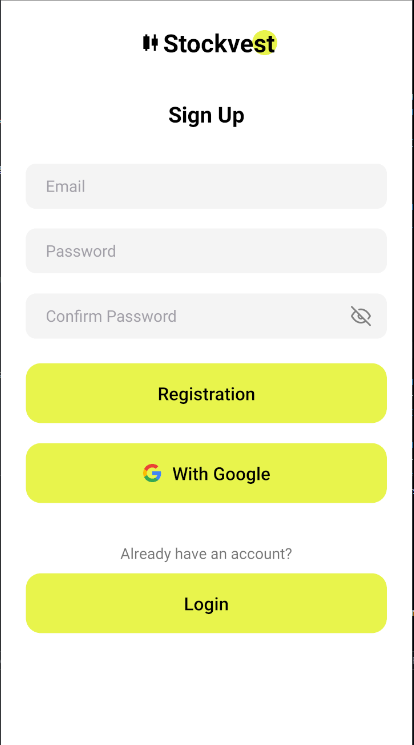 Stockvest
Sign Up
Email
Password
Confirm Password
Registration
With Google
Already have an account?
Login